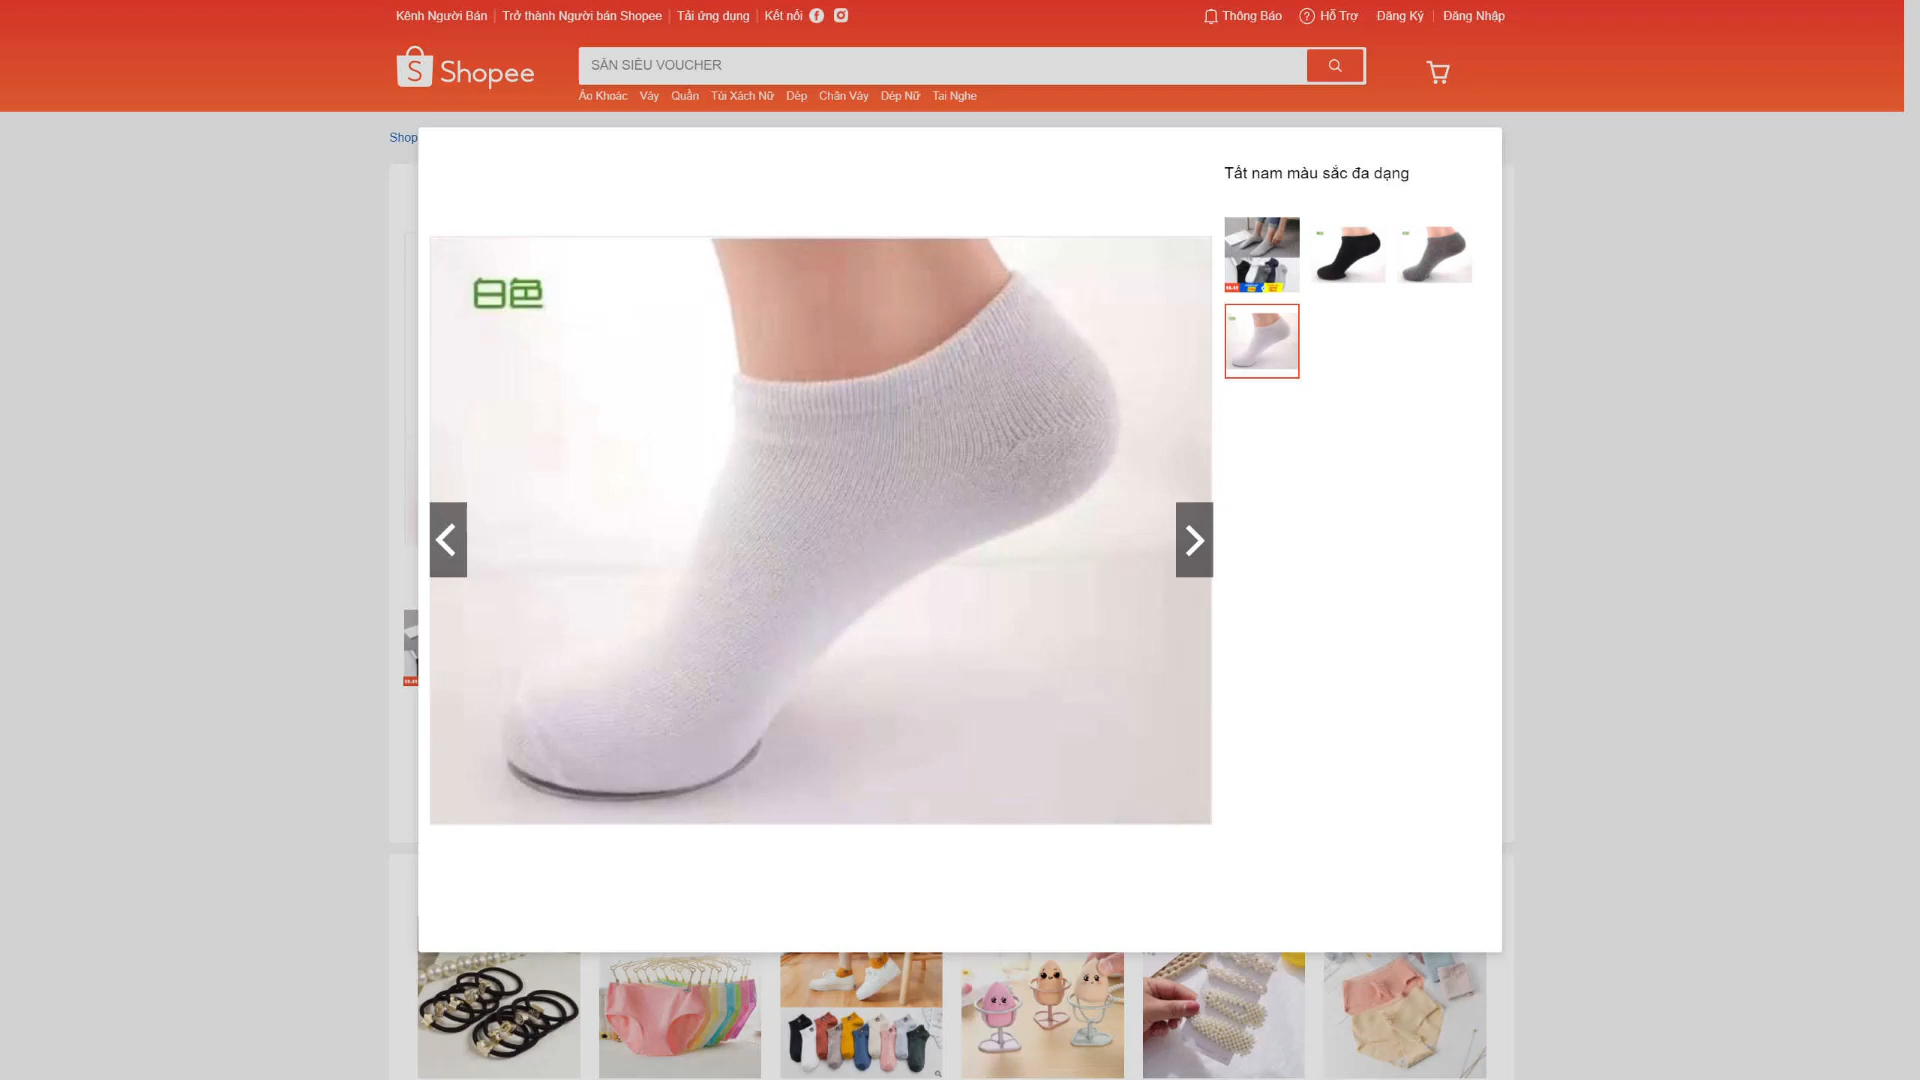 Kênh Người Bán
Trở thành Người bán Shopee
Tải ứng dụng
Kết nối
Thông Báo
Hỗ Trợ
Đăng Ký
Đăng Nhập
Shopee
SĂN SIÊU VOUCHER
Áo Khoác Váy Quần Túi Xách Nữ Dép Chân Váy Dép Nữ Tai Nghe
Shop
Tất nam màu sắc đa dạng
白色